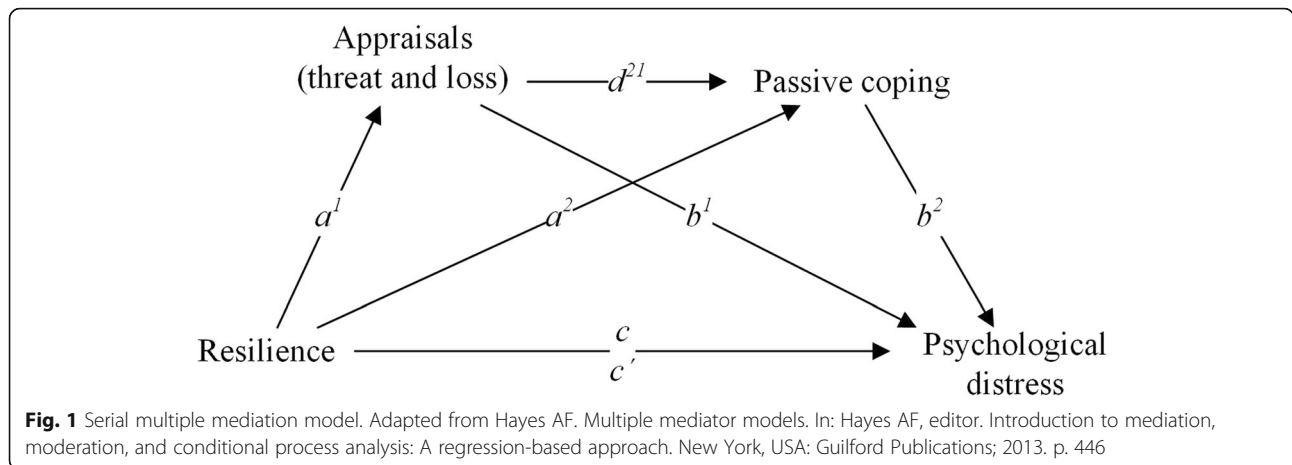 Appraisals
(threat and loss)
d²¹
Passive coping
a¹
a²
b¹
b²
Resilience
c
c′
Psychological
distress
Fig. 1 Serial multiple mediation model. Adapted from Hayes AF. Multiple mediator models. In: Hayes AF, editor. Introduction to mediation,
moderation, and conditional process analysis: A regression-based approach. New York, USA: Guilford Publications; 2013. p. 446